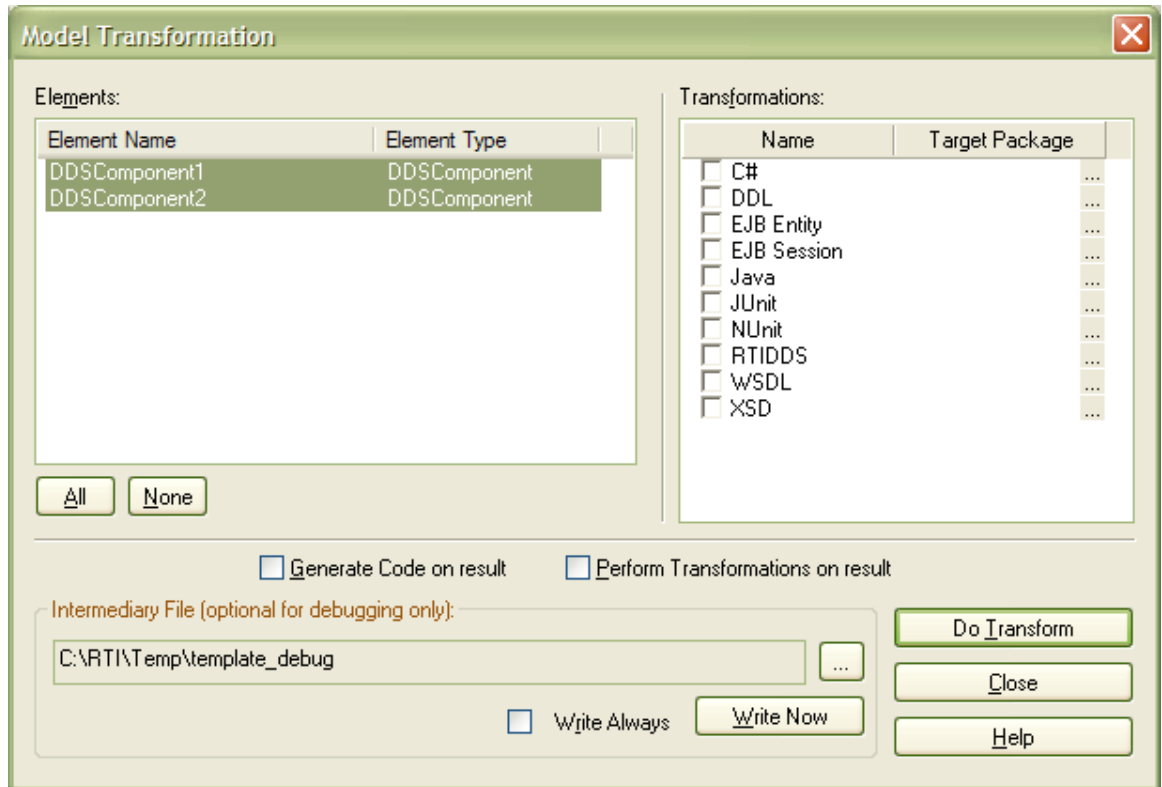 Model Transformation
Elements:
Element Name Element Type
DDSComponent1 DDSComponent
DDSComponent2 DDSComponent
All None
Transformations:
Name Target Package
C# ...
DDL ...
EJB Entity ...
EJB Session ...
Java ...
JUnit ...
NUnit ...
RTIDDS ...
WSDL ...
XSD ...
Generate Code on result Perform Transformations on result
Intermediary File (optional for debugging only):
C:\RTI\Temp\template_debug ...
Write Always Write Now
Do Transform
Close
Help